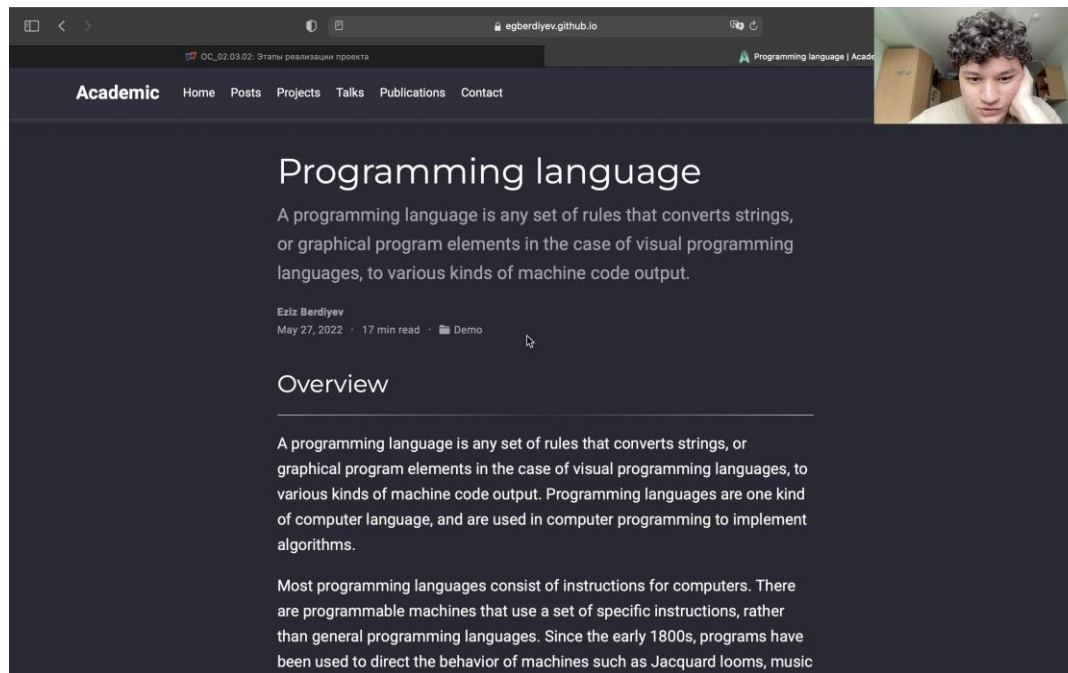 egberdiyev.github.io
ОС_02.03.02: Этапы реализации проекта
Programming language | Acade
Academic Home Posts Projects Talks Publications Contact
Programming language
A programming language is any set of rules that converts strings,
or graphical program elements in the case of visual programming
languages, to various kinds of machine code output.
Eziz Berdiyev
May 27, 2022 · 17 min read · Demo
Overview
A programming language is any set of rules that converts strings, or
graphical program elements in the case of visual programming languages, to
various kinds of machine code output. Programming languages are one kind
of computer language, and are used in computer programming to implement
algorithms.
Most programming languages consist of instructions for computers. There
are programmable machines that use a set of specific instructions, rather
than general programming languages. Since the early 1800s, programs have
been used to direct the behavior of machines such as Jacquard looms, music